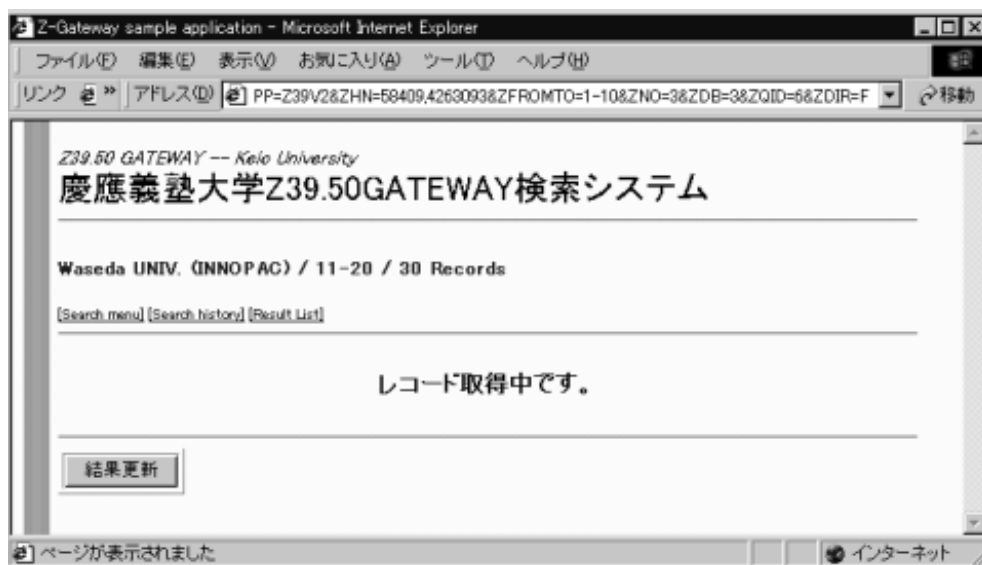 Z-Gateway sample application - Microsoft Internet Explorer
ファイル(F) 編集(E) 表示(V) お気に入り(A) ツール(T) ヘルプ(H)
リンク » アドレス(D) PP=Z39V2&ZHN=58409,4263093&ZFROMTO=1-10&ZNO=3&ZDB=3&ZQID=6&ZDIR=F 移動
Z39.50 GATEWAY -- Keio University
慶應義塾大学Z39.50GATEWAY検索システム
Waseda UNIV. (INNOPAC) / 11-20 / 30 Records
[Search menu] [Search history] [Result List]
レコード取得中です。
結果更新
ページが表示されました インターネット